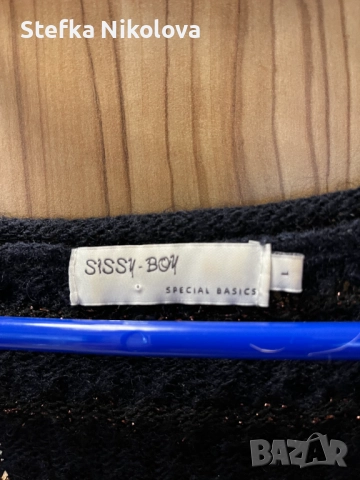 Stefka Nikolova
SISSY-BOY
SPECIAL BASICS
L
BAZAR